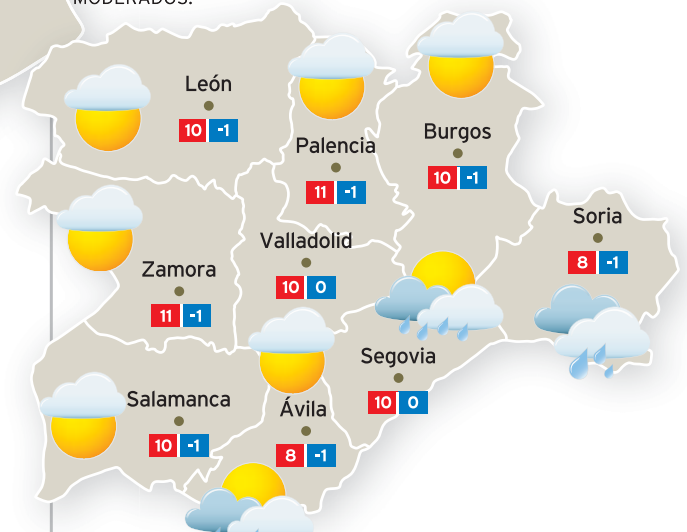 MODERADOS.
León
10 -1
Palencia
11 -1
Burgos
10 -1
Soria
8 -1
Valladolid
10 0
Zamora
11 -1
Segovia
10 0
Salamanca
10 -1
Ávila
8 -1